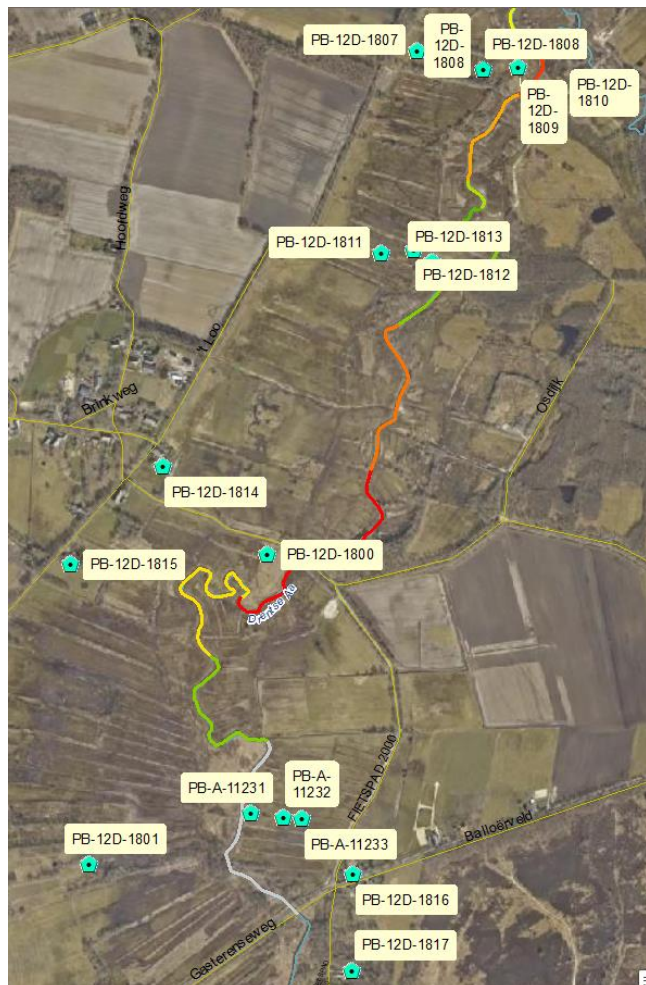 PB-12D-1807
PB-
12D-
1808
PB-12D-1808
PB-
12D-
1809
PB-12D-
1810
Hoofdweg
PB-12D-1811
PB-12D-1813
PB-12D-1812
't Loo
Brinkweg
Osdijk
PB-12D-1814
PB-12D-1815
PB-12D-1800
Drentse Aa
FIETSPAD 2000
PB-A-
11231
PB-A-
11232
PB-A-11233
Balloërveld
PB-12D-1801
PB-12D-1816
Gasterenseweg
PB-12D-1817